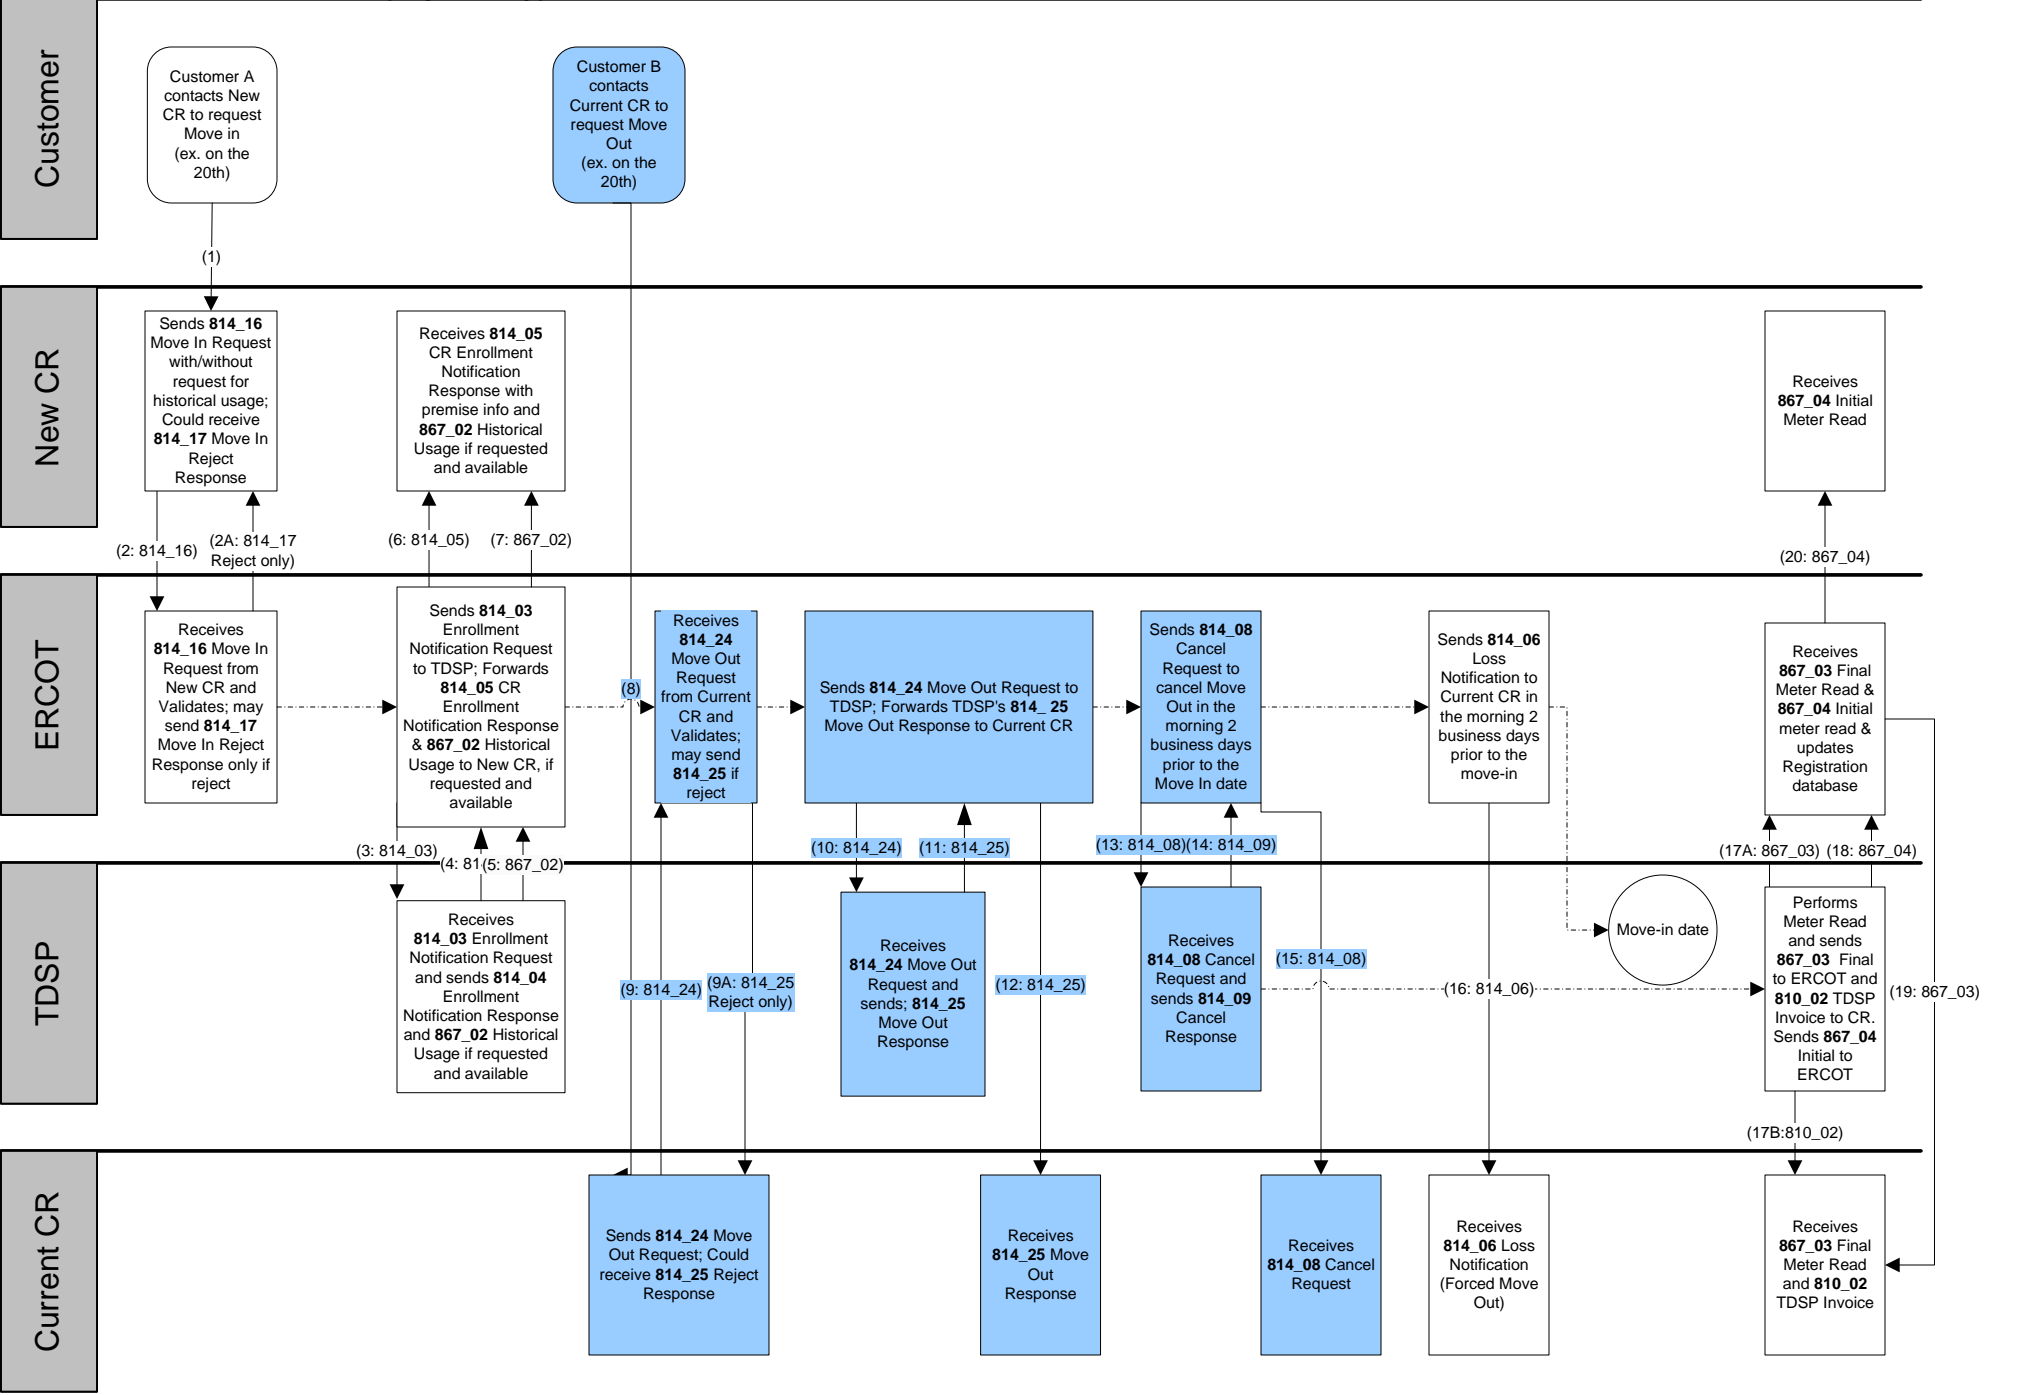 Customer
Customer A
contacts New
CR to request
Move in
(ex. on the
20th)
Customer B
contacts
Current CR to
request Move
Out
(ex. on the
20th)
(1)
New CR
Sends 814_16
Move In Request
with/without
request for
historical usage;
Could receive
814_17 Move In
Reject
Response
Receives 814_05
CR Enrollment
Notification
Response with
premise info and
867_02 Historical
Usage if requested
and available
Receives
867_04 Initial
Meter Read
(2: 814_16)
(2A: 814_17
Reject only)
(6: 814_05)
(7: 867_02)
(20: 867_04)
ERCOT
Receives
814_16 Move In
Request from
New CR and
Validates; may
send 814_17
Move In Reject
Response only if
reject
Sends 814_03
Enrollment
Notification Request
to TDSP; Forwards
814_05 CR
Enrollment
Notification Response
& 867_02 Historical
Usage to New CR, if
requested and
available
(8)
Receives
814_24
Move Out
Request
from Current
CR and
Validates;
may send
814_25 if
reject
Sends 814_24 Move Out Request to
TDSP; Forwards TDSP's 814_ 25
Move Out Response to Current CR
Sends 814_08
Cancel
Request to
cancel Move
Out in the
morning 2
business days
prior to the
Move In date
Sends 814_06
Loss
Notification to
Current CR in
the morning 2
business days
prior to the
move-in
Receives
867_03 Final
Meter Read &
867_04 Initial
meter read &
updates
Registration
database
(3: 814_03)
(4: 81
(5: 867_02)
(10: 814_24)
(11: 814_25)
(13: 814_08)
(14: 814_09)
(17A: 867_03)
(18: 867_04)
TDSP
Receives
814_03 Enrollment
Notification Request
and sends 814_04
Enrollment
Notification Response
and 867_02 Historical
Usage if requested
and available
(9: 814_24)
(9A: 814_25
Reject only)
Receives
814_24 Move Out
Request and
sends; 814_25
Move Out
Response
(12: 814_25)
Receives
814_08 Cancel
Request and
sends 814_09
Cancel
Response
(15: 814_08)
(16: 814_06)
Move-in date
Performs
Meter Read
and sends
867_03 Final
to ERCOT and
810_02 TDSP
Invoice to CR.
Sends 867_04
Initial to
ERCOT
(19: 867_03)
(17B:810_02)
Current CR
Sends 814_24 Move
Out Request; Could
receive 814_25 Reject
Response
Receives
814_25 Move
Out
Response
Receives
814_08 Cancel
Request
Receives
814_06 Loss
Notification
(Forced Move
Out)
Receives
867_03 Final
Meter Read
and 810_02
TDSP Invoice